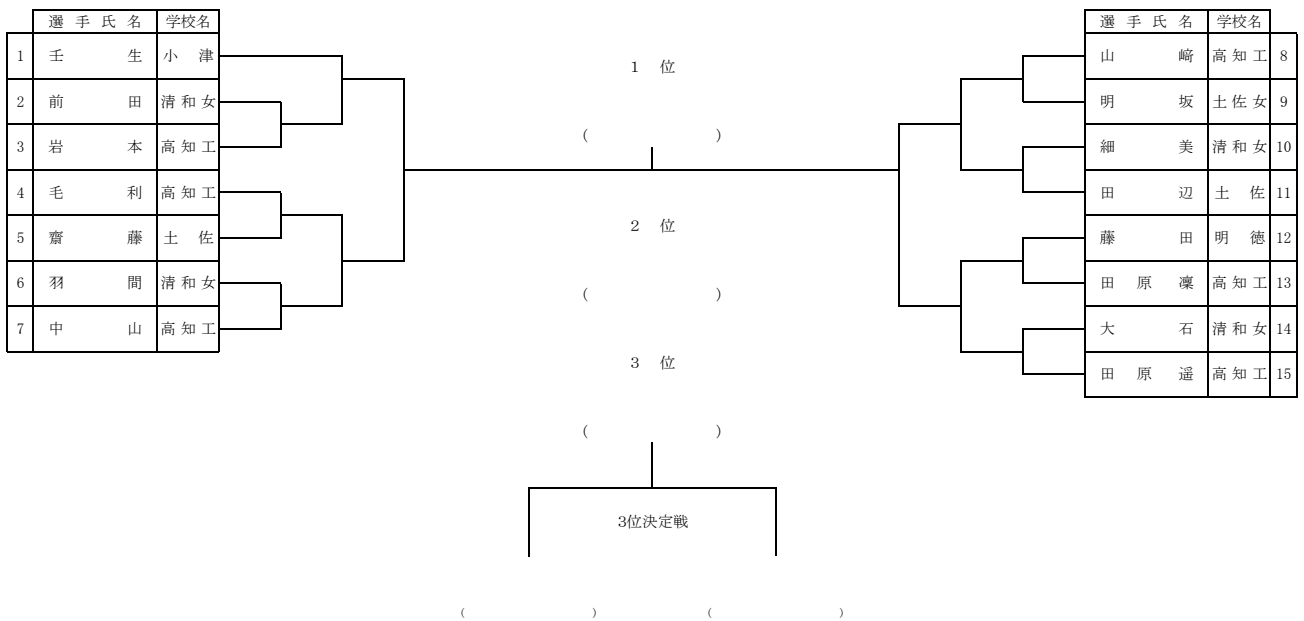 選手氏名 学校名
1 壬生 小津
2 前田 清和女
3 岩本 高知工
4 毛利 高知工
5 齋藤 土佐
6 羽間 清和女
7 中山 高知工
1 位
( )
2 位
( )
3 位
( )
3位決定戦
( ) ( )
選手氏名 学校名
山﨑 高知工 8
明坂 土佐女 9
細美 清和女 10
田辺 土佐 11
藤田 明徳 12
田原凜 高知工 13
大石 清和女 14
田原遥 高知工 15